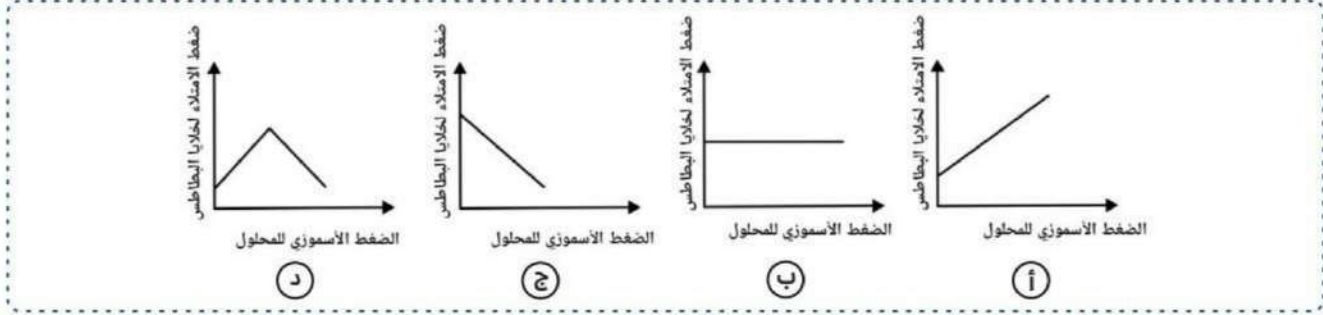 ضغط الامتلاء لخلايا البطاطس
الضغط الأسموزي للمحلول
أ
ضغط الامتلاء لخلايا البطاطس
الضغط الأسموزي للمحلول
ب
ضغط الامتلاء لخلايا البطاطس
الضغط الأسموزي للمحلول
ج
ضغط الامتلاء لخلايا البطاطس
الضغط الأسموزي للمحلول
د